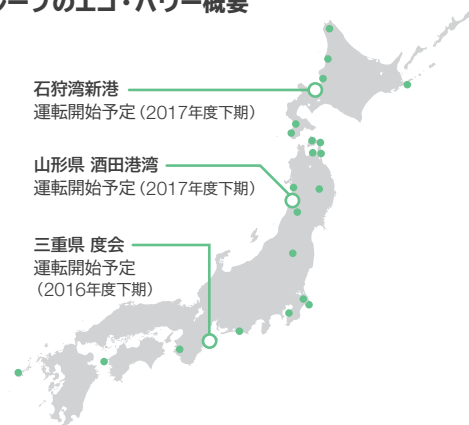 ープのエコ・パワー概要
石狩湾新港
運転開始予定（2017年度下期）
山形県 酒田港湾
運転開始予定（2017年度下期）
三重県 度会
運転開始予定
（2016年度下期）